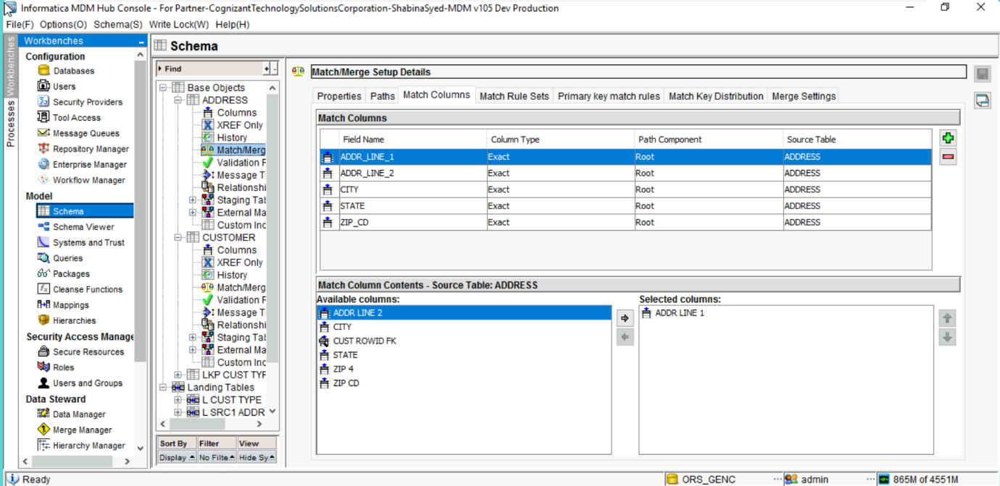 Informatica MDM Hub Console - For Partner-CognizantTechnologySolutionsCorporation-ShabinaSyed-MDM v105 Dev Production
File(F) Options(O) Schema(S) Write Lock(W) Help(H)
Workbenches
Processes
Workbenches
Configuration
Databases
Users
Security Providers
Tool Access
Message Queues
Repository Manager
Enterprise Manager
Workflow Manager
Model
Schema
Schema Viewer
Systems and Trust
Queries
Packages
Cleanse Functions
Mappings
Hierarchies
Security Access Manage
Secure Resources
Roles
Users and Groups
Data Steward
Data Manager
Merge Manager
Hierarchy Manager
Schema
Find
+ -
Base Objects
ADDRESS
Columns
XREF Only
History
Match/Merg
Validation F
Message T
Relationshi
Staging Tab
External Ma
Custom Ind
CUSTOMER
Columns
XREF Only
History
Match/Merg
Validation F
Message T
Relationshi
Staging Tab
External Ma
Custom Ind
LKP CUST TYP
Landing Tables
L CUST TYPE
L SRC1 ADDR
Sort By Filter View
Display No Filte Hide Sy
Match/Merge Setup Details
Properties Paths Match Columns Match Rule Sets Primary key match rules Match Key Distribution Merge Settings
Match Columns
Field Name Column Type Path Component Source Table
ADDR_LINE_1 Exact Root ADDRESS
ADDR_LINE_2 Exact Root ADDRESS
CITY Exact Root ADDRESS
STATE Exact Root ADDRESS
ZIP_CD Exact Root ADDRESS
Match Column Contents - Source Table: ADDRESS
Available columns:
ADDR LINE 2
CITY
CUST ROWID FK
STATE
ZIP 4
ZIP CD
Selected columns:
ADDR LINE 1
Ready
ORS_GENC
admin
865M of 4551M